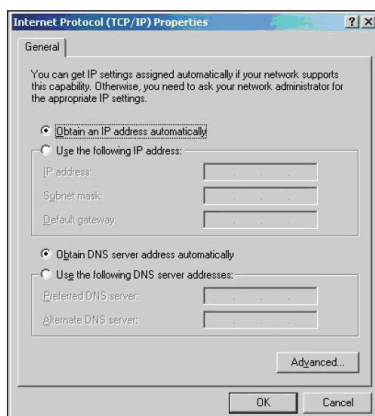 Internet Protocol (TCP/IP) Properties
General
You can get IP settings assigned automatically if your network supports
this capability. Otherwise, you need to ask your network administrator for
the appropriate IP settings.
Obtain an IP address automatically
Use the following IP address:
IP address:
Subnet mask:
Default gateway:
Obtain DNS server address automatically
Use the following DNS server addresses:
Preferred DNS server:
Alternate DNS server:
Advanced...
OK Cancel